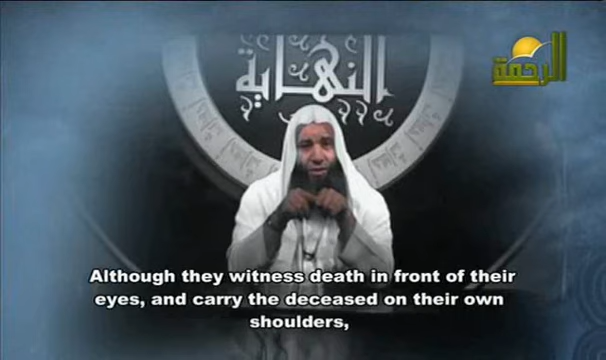 النهاية
الرحمة
Although they witness death in front of their
eyes, and carry the deceased on their own
shoulders,